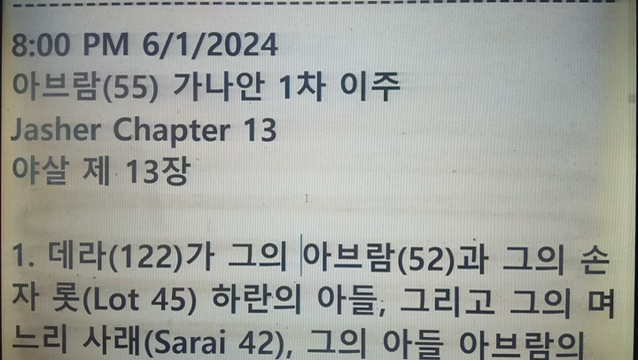 8:00 PM 6/1/2024
아브람(55) 가나안 1차 이주
Jasher Chapter 13
야살 제 13장
1. 데라(122)가 그의 아브람(52)과 그의 손
자 롯(Lot 45) 하란의 아들, 그리고 그의 며
느리 사래(Sarai 42), 그의 아들 아브람의